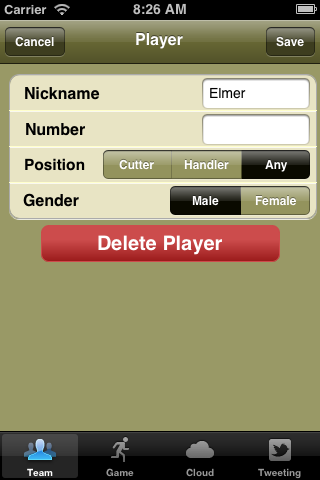 Carrier 8:26 AM
Cancel Player Save
Nickname Elmer
Number
Position Cutter Handler Any
Gender Male Female
Delete Player
Team Game Cloud Tweeting